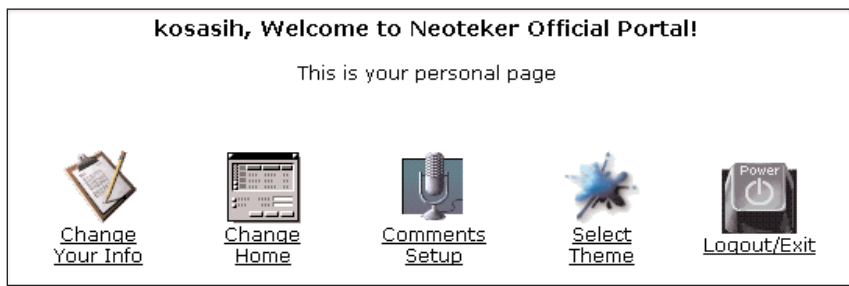 kosasih, Welcome to Neoteker Official Portal!
This is your personal page
Power
Change
Your Info
Change
Home
Comments
Setup
Select
Theme
Logout/Exit